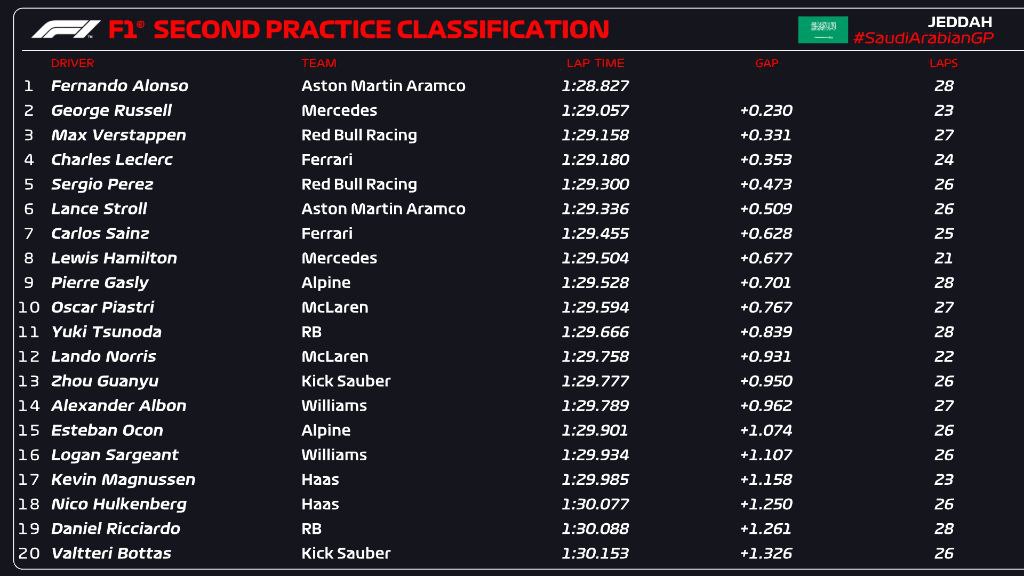 F1® SECOND PRACTICE CLASSIFICATION
JEDDAH
#SaudiArabianGP
DRIVER TEAM LAP TIME GAP LAPS
1 Fernando Alonso Aston Martin Aramco 1:28.827 28
2 George Russell Mercedes 1:29.057 +0.230 23
3 Max Verstappen Red Bull Racing 1:29.158 +0.331 27
4 Charles Leclerc Ferrari 1:29.180 +0.353 24
5 Sergio Perez Red Bull Racing 1:29.300 +0.473 26
6 Lance Stroll Aston Martin Aramco 1:29.336 +0.509 26
7 Carlos Sainz Ferrari 1:29.455 +0.628 25
8 Lewis Hamilton Mercedes 1:29.504 +0.677 21
9 Pierre Gasly Alpine 1:29.528 +0.701 28
10 Oscar Piastri McLaren 1:29.594 +0.767 27
11 Yuki Tsunoda RB 1:29.666 +0.839 28
12 Lando Norris McLaren 1:29.758 +0.931 22
13 Zhou Guanyu Kick Sauber 1:29.777 +0.950 26
14 Alexander Albon Williams 1:29.789 +0.962 27
15 Esteban Ocon Alpine 1:29.901 +1.074 26
16 Logan Sargeant Williams 1:29.934 +1.107 26
17 Kevin Magnussen Haas 1:29.985 +1.158 23
18 Nico Hulkenberg Haas 1:30.077 +1.250 26
19 Daniel Ricciardo RB 1:30.088 +1.261 28
20 Valtteri Bottas Kick Sauber 1:30.153 +1.326 26